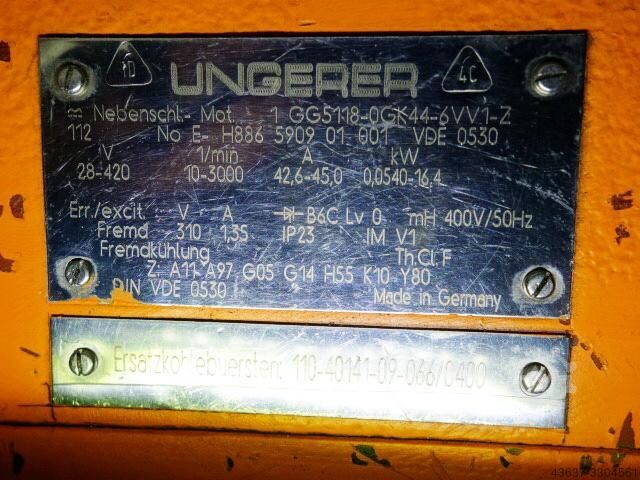 fD UNGERER 4C
Nebenschl.- Mot. 1 GG5118-0GK44-6VV1-Z
112 No E- H886 5909 01 001 VDE 0530
V 1/min A kW
28-420 10-3000 42,6-45,0 0,0540-16,4
Err./excit. V A B6C Lv 0 mH 400V/50Hz
Fremd 310 1,35 IP23 IM V1
Fremdkühlung Th.Cl.F
Z: A11 A97 G05 G14 H55 K10 Y80
DIN VDE 0530 Made in Germany
Ersatzkohlebuersten: 110-40141-09-066/0400